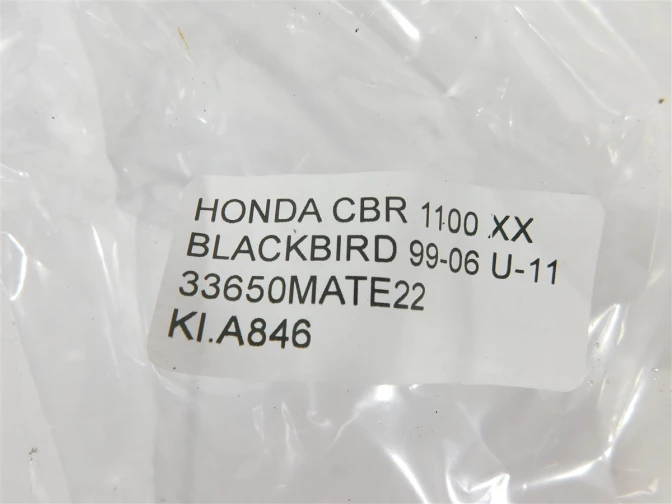 HONDA CBR 1100 XX
BLACKBIRD 99-06 U-11
33650MATE22
KI.A846